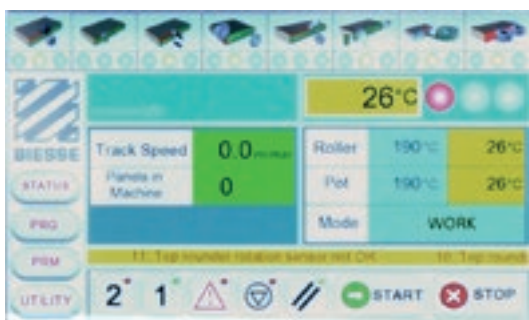 26°C
BIESSE
Track Speed 0.0 m/min
Roller 190°C 26°C
STATUS
Panels in Machine 0
Pot 190°C 26°C
PRG
Mode WORK
PRM
11: Top rounder rotation sensor not OK 10: Top round
UTILITY
2 1 START STOP